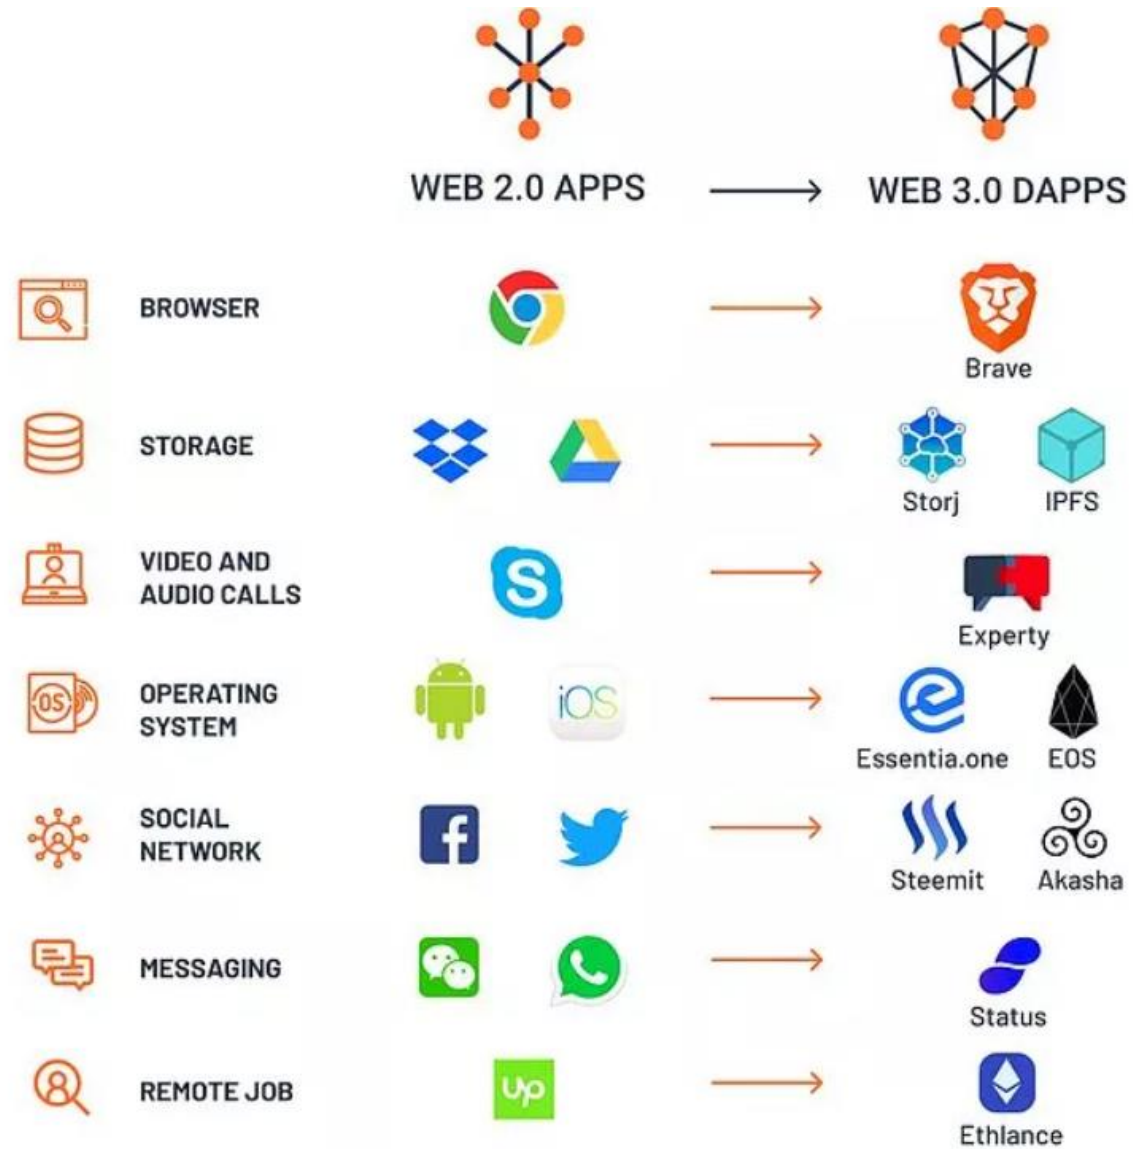 WEB 2.0 APPS
WEB 3.0 DAPPS
BROWSER
Brave
STORAGE
Storj
IPFS
VIDEO AND
AUDIO CALLS
S
Experty
OS
OPERATING
SYSTEM
iOS
Essentia.one
EOS
SOCIAL
NETWORK
f
Steemit
Akasha
MESSAGING
Status
REMOTE JOB
up
Ethlance